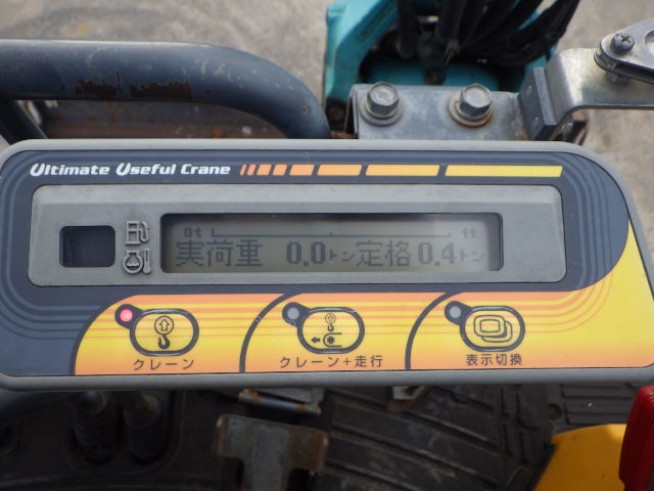 Ultimate Useful Crane
0t 1t
実荷重 0.0トン 定格 0.4トン
クレーン クレーン+走行 表示切換